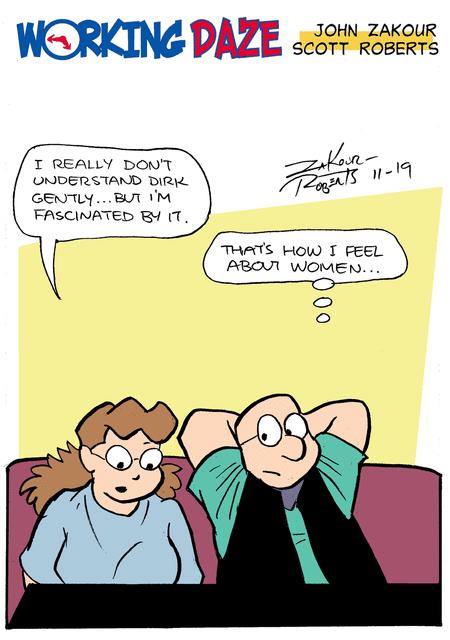 WORKING DAZE
JOHN ZAKOUR
SCOTT ROBERTS
ZAKOUR-
ROBERTS 11-19
I REALLY DON'T
UNDERSTAND DIRK
GENTLY...BUT I'M
FASCINATED BY IT.
THAT'S HOW I FEEL
ABOUT WOMEN...